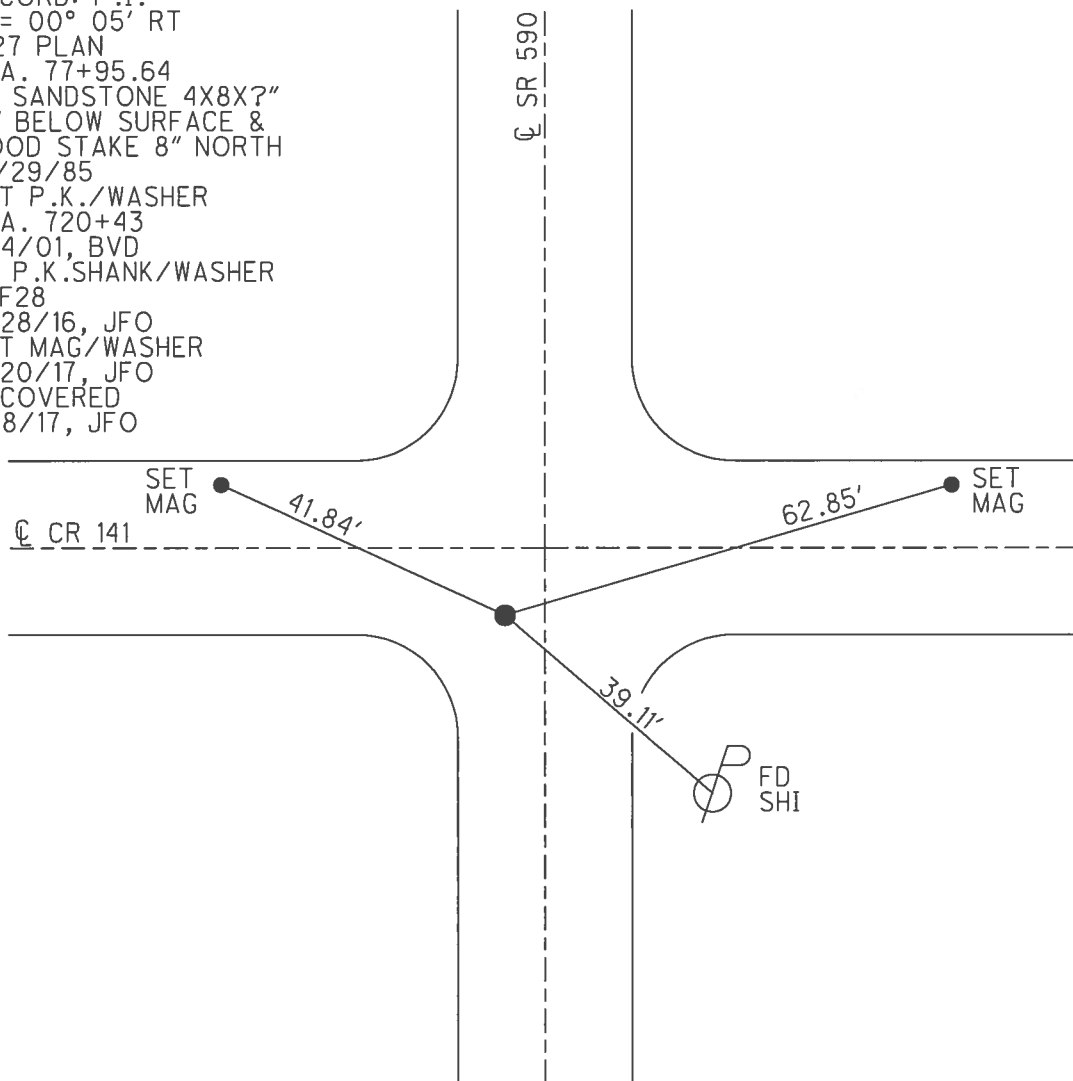 = 00° 05' RT
27 PLAN
A. 77+95.64
SANDSTONE 4X8X?"
BELOW SURFACE &
OOD STAKE 8" NORTH
/29/85
T P.K./WASHER
A. 720+43
4/01, BVD
P.K.SHANK/WASHER
F28
28/16, JFO
T MAG/WASHER
20/17, JFO
COVERED
8/17, JFO
℄ SR 590
SET
MAG
41.84'
62.85'
SET
MAG
℄ CR 141
39.11'
FD
SHI